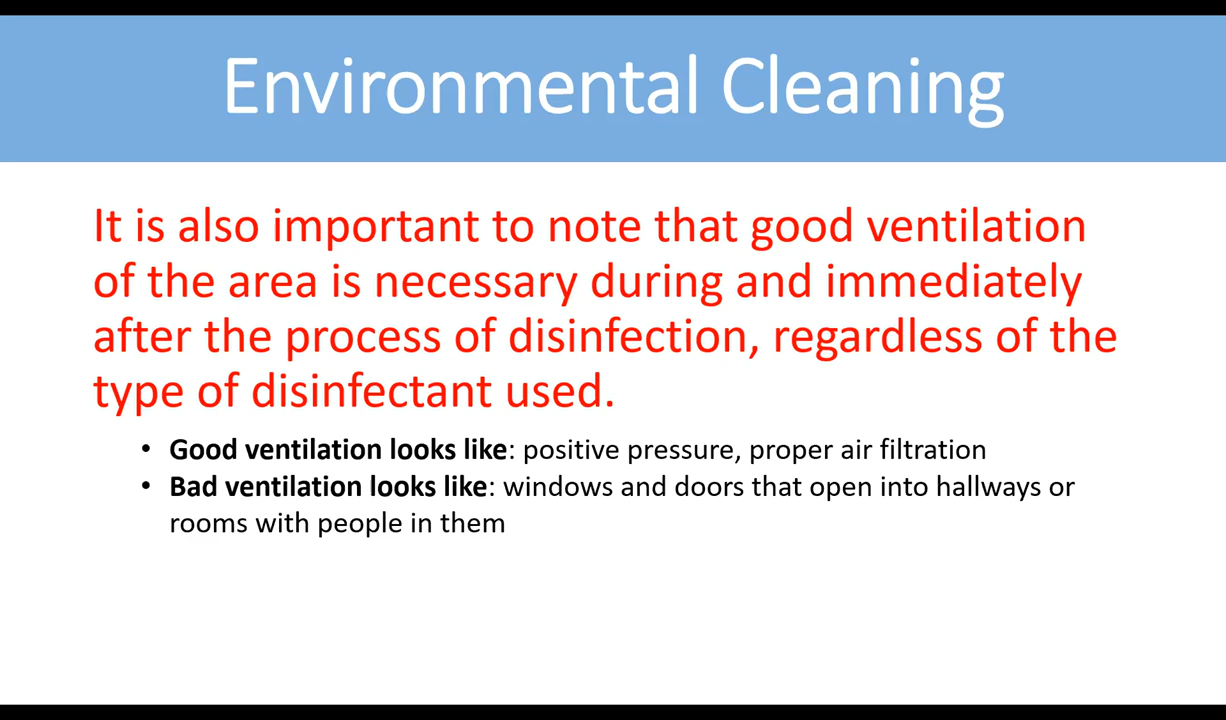 Environmental Cleaning
It is also important to note that good ventilation
of the area is necessary during and immediately
after the process of disinfection, regardless of the
type of disinfectant used.
• Good ventilation looks like: positive pressure, proper air filtration
• Bad ventilation looks like: windows and doors that open into hallways or
rooms with people in them